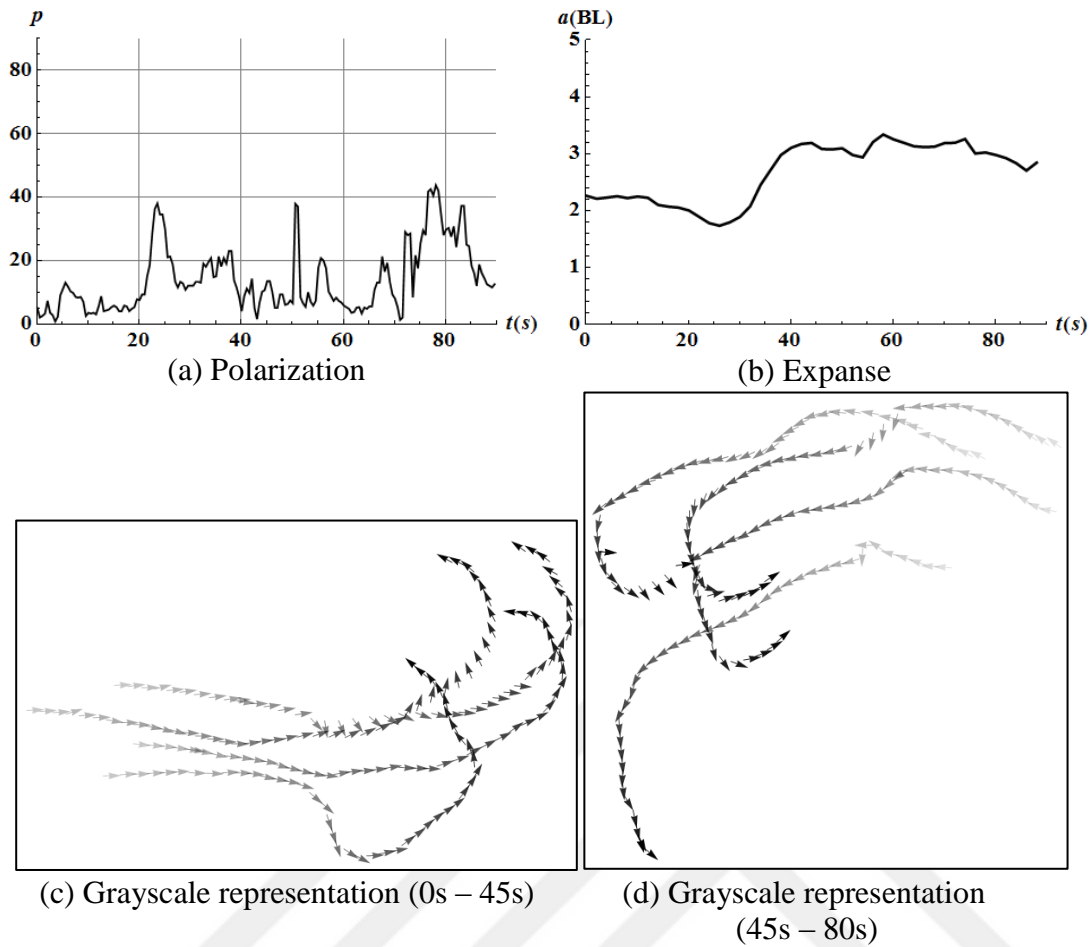 p
80
60
40
20
0
0 20 40 60 80 t(s)
(a) Polarization
a(BL)
5
4
3
2
1
0
0 20 40 60 80 t(s)
(b) Expanse
(c) Grayscale representation (0s – 45s)
(d) Grayscale representation
(45s – 80s)